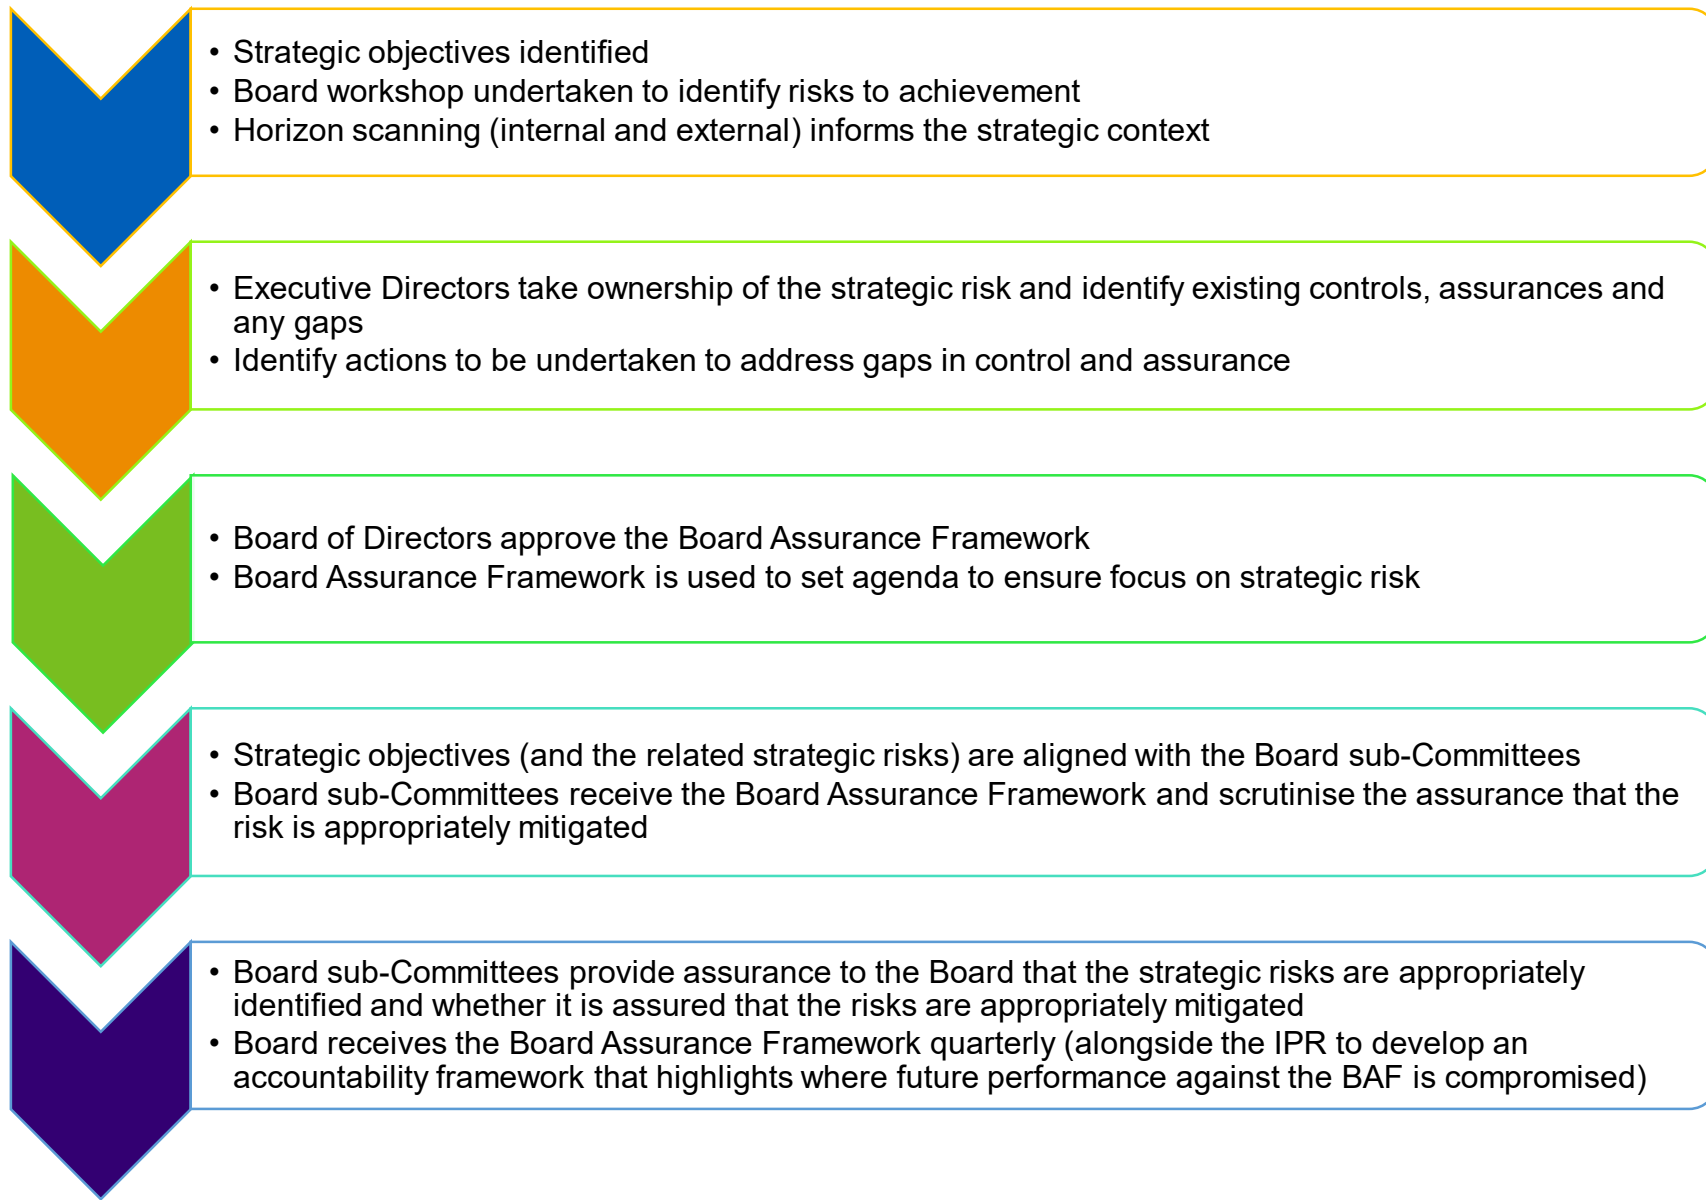 • Strategic objectives identified
• Board workshop undertaken to identify risks to achievement
• Horizon scanning (internal and external) informs the strategic context
• Executive Directors take ownership of the strategic risk and identify existing controls, assurances and
any gaps
• Identify actions to be undertaken to address gaps in control and assurance
• Board of Directors approve the Board Assurance Framework
• Board Assurance Framework is used to set agenda to ensure focus on strategic risk
• Strategic objectives (and the related strategic risks) are aligned with the Board sub-Committees
• Board sub-Committees receive the Board Assurance Framework and scrutinise the assurance that the
risk is appropriately mitigated
• Board sub-Committees provide assurance to the Board that the strategic risks are appropriately
identified and whether it is assured that the risks are appropriately mitigated
• Board receives the Board Assurance Framework quarterly (alongside the IPR to develop an
accountability framework that highlights where future performance against the BAF is compromised)